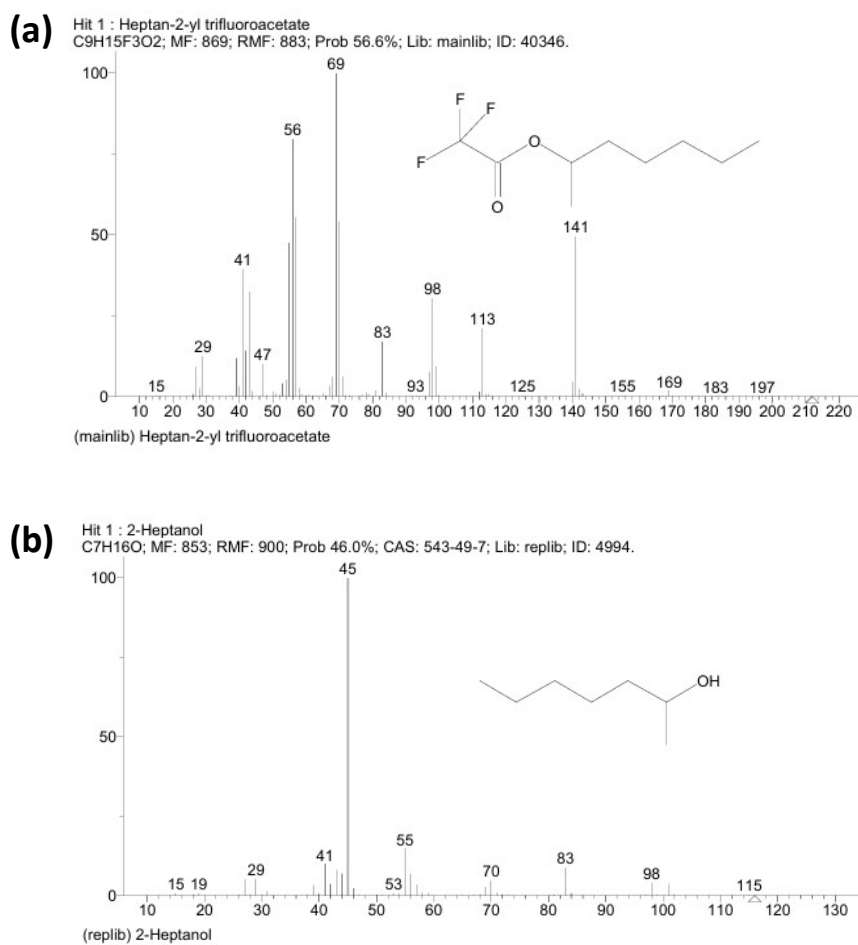 (a)
Hit 1 : Heptan-2-yl trifluoroacetate
C9H15F3O2; MF: 869; RMF: 883; Prob 56.6%; Lib: mainlib; ID: 40346.
100
69
F
F
56
F
O
O
50
141
41
98
113
83
29
47
15
93
125
155
169
183
197
0
10 20 30 40 50 60 70 80 90 100 110 120 130 140 150 160 170 180 190 200 210 220
(mainlib) Heptan-2-yl trifluoroacetate
(b)
Hit 1 : 2-Heptanol
C7H16O; MF: 853; RMF: 900; Prob 46.0%; CAS: 543-49-7; Lib: replib; ID: 4994.
100
45
OH
50
55
41
83
29
70
98
15
19
53
115
0
10 20 30 40 50 60 70 80 90 100 110 120 130
(replib) 2-Heptanol